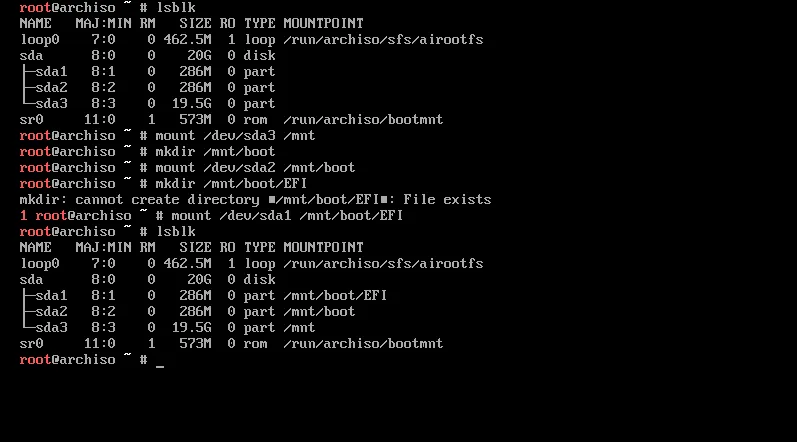 root@archiso ~ # lsblk
NAME   MAJ:MIN RM   SIZE RO TYPE MOUNTPOINT
loop0    7:0    0 462.5M  1 loop /run/archiso/sfs/airootfs
sda      8:0    0    20G  0 disk
├─sda1   8:1    0   286M  0 part
├─sda2   8:2    0   286M  0 part
└─sda3   8:3    0  19.5G  0 part
sr0     11:0    1   573M  0 rom  /run/archiso/bootmnt
root@archiso ~ # mount /dev/sda3 /mnt
root@archiso ~ # mkdir /mnt/boot
root@archiso ~ # mount /dev/sda2 /mnt/boot
root@archiso ~ # mkdir /mnt/boot/EFI
mkdir: cannot create directory ■/mnt/boot/EFI■: File exists
1 root@archiso ~ # mount /dev/sda1 /mnt/boot/EFI
root@archiso ~ # lsblk
NAME   MAJ:MIN RM   SIZE RO TYPE MOUNTPOINT
loop0    7:0    0 462.5M  1 loop /run/archiso/sfs/airootfs
sda      8:0    0    20G  0 disk
├─sda1   8:1    0   286M  0 part /mnt/boot/EFI
├─sda2   8:2    0   286M  0 part /mnt/boot
└─sda3   8:3    0  19.5G  0 part /mnt
sr0     11:0    1   573M  0 rom  /run/archiso/bootmnt
root@archiso ~ # _